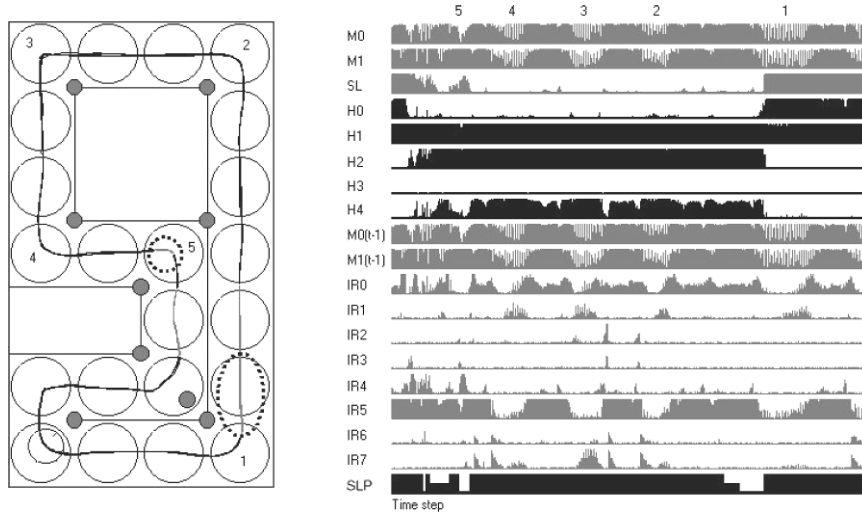 3
2
4
5
1
5 4 3 2 1
M0
M1
SL
H0
H1
H2
H3
H4
M0(t-1)
M1(t-1)
IR0
IR1
IR2
IR3
IR4
IR5
IR6
IR7
SLP
Time step